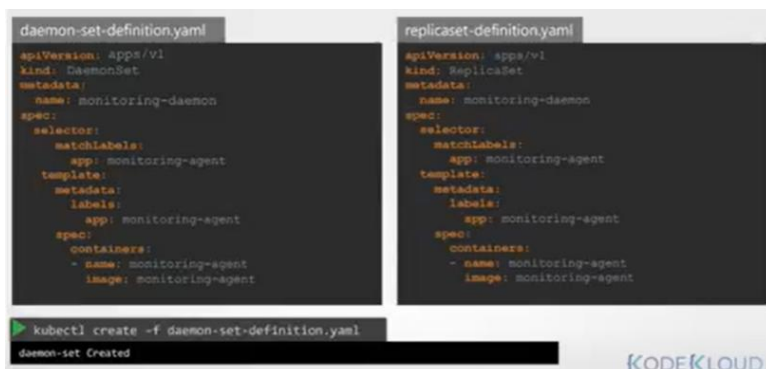 daemon-set-definition.yaml
apiVersion: apps/v1
kind: DaemonSet
metadata:
  name: monitoring-daemon
spec:
  selector:
    matchLabels:
      app: monitoring-agent
  template:
    metadata:
      labels:
        app: monitoring-agent
    spec:
      containers:
      - name: monitoring-agent
        image: monitoring-agent
replicaset-definition.yaml
apiVersion: apps/v1
kind: ReplicaSet
metadata:
  name: monitoring-daemon
spec:
  selector:
    matchLabels:
      app: monitoring-agent
  template:
    metadata:
      labels:
        app: monitoring-agent
    spec:
      containers:
      - name: monitoring-agent
        image: monitoring-agent
kubectl create -f daemon-set-definition.yaml
daemon-set Created
KODEKLOUD